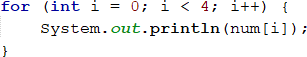 for (int i = 0; i < 4; i++) {
    System.out.println(num[i]);
}